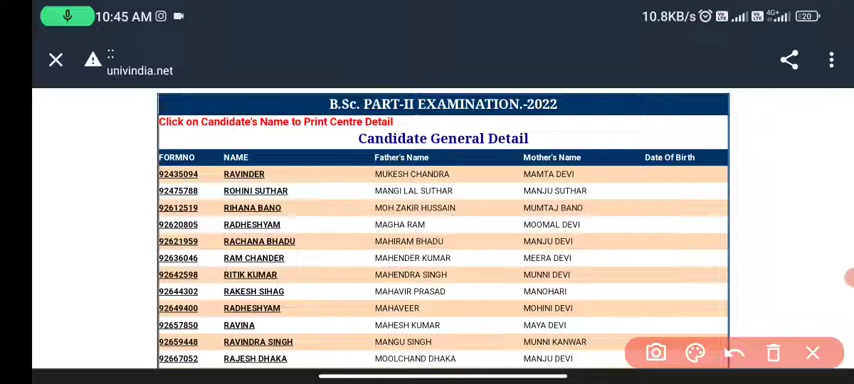 10:45 AM 10.8KB/s 4G+ 20
::
univindia.net
B.Sc. PART-II EXAMINATION.-2022
Click on Candidate's Name to Print Centre Detail
Candidate General Detail
FORMNO NAME Father's Name Mother's Name Date Of Birth
92435094 RAVINDER MUKESH CHANDRA MAMTA DEVI
92475788 ROHINI SUTHAR MANGI LAL SUTHAR MANJU SUTHAR
92612519 RIHANA BANO MOH ZAKIR HUSSAIN MUMTAJ BANO
92620805 RADHESHYAM MAGHA RAM MOOMAL DEVI
92621959 RACHANA BHADU MAHIRAM BHADU MANJU DEVI
92636046 RAM CHANDER MAHENDER KUMAR MEERA DEVI
92642598 RITIK KUMAR MAHENDRA SINGH MUNNI DEVI
92644302 RAKESH SIHAG MAHAVIR PRASAD MANOHARI
92649400 RADHESHYAM MAHAVEER MOHINI DEVI
92657850 RAVINA MAHESH KUMAR MAYA DEVI
92659448 RAVINDRA SINGH MANGU SINGH MUNNI KANWAR
92667052 RAJESH DHAKA MOOLCHAND DHAKA MANJU DEVI